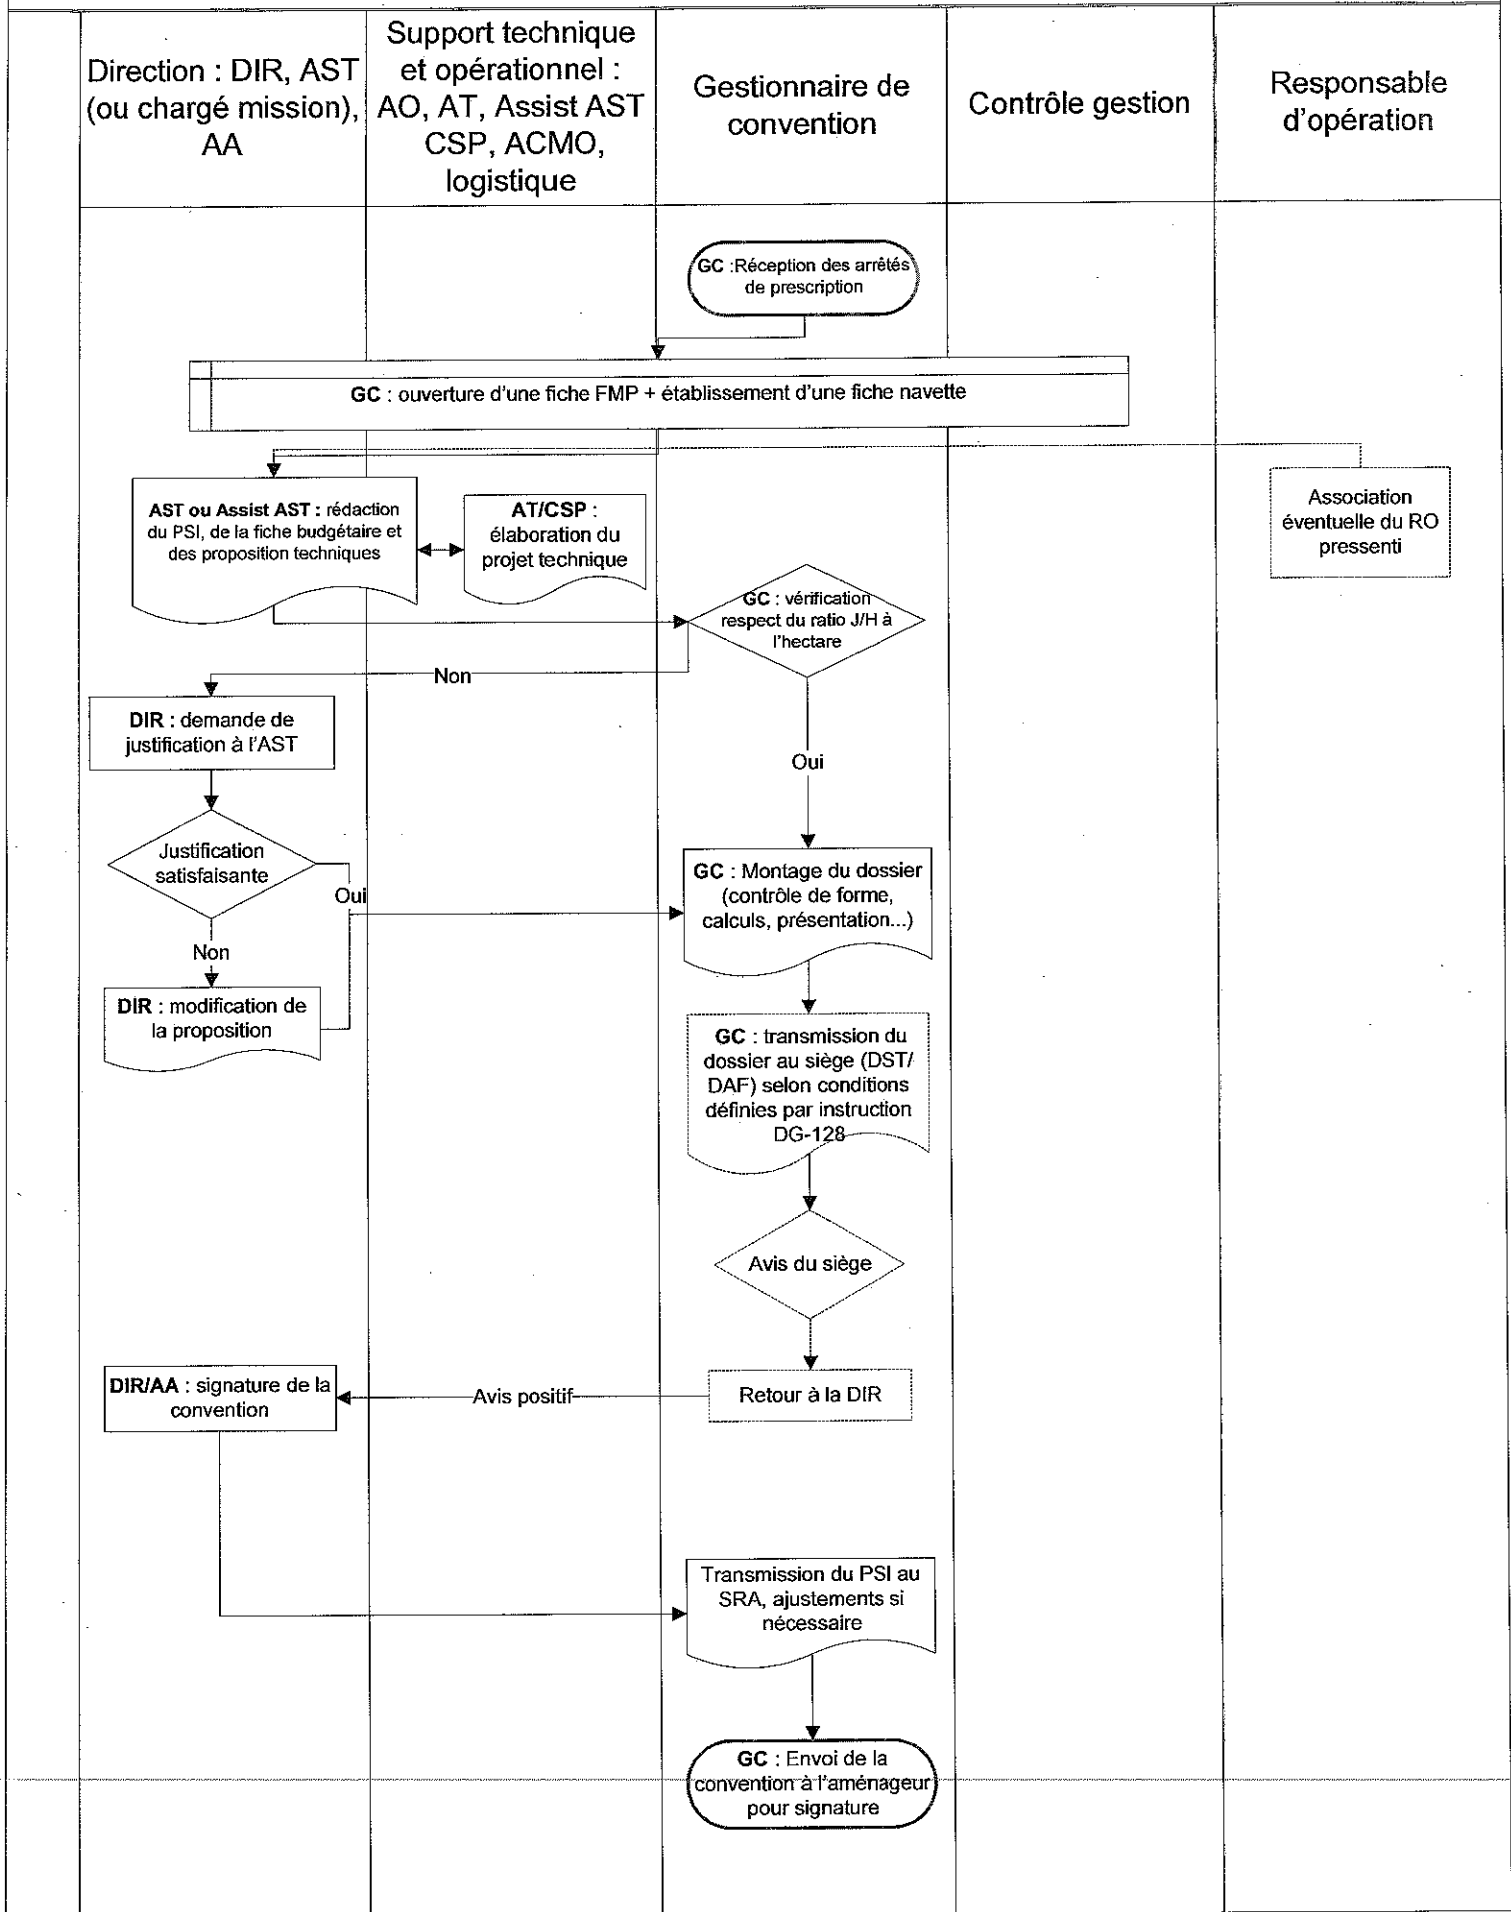 Direction : DIR, AST
(ou chargé mission),
AA
Support technique
et opérationnel :
AO, AT, Assist AST
CSP, ACMO,
logistique
Gestionnaire de
convention
Contrôle gestion
Responsable
d'opération
GC :Réception des arrêtés
de prescription
GC : ouverture d'une fiche FMP + établissement d'une fiche navette
AST ou Assist AST : rédaction
du PSI, de la fiche budgétaire et
des proposition techniques
AT/CSP :
élaboration du
projet technique
Association
éventuelle du RO
pressenti
GC : vérification
respect du ratio J/H à
l'hectare
Non
DIR : demande de
justification à l'AST
Oui
Justification
satisfaisante
Oui
GC : Montage du dossier
(contrôle de forme,
calculs, présentation...)
Non
DIR : modification de
la proposition
GC : transmission du
dossier au siège (DST/
DAF) selon conditions
définies par instruction
DG-128
Avis du siège
DIR/AA : signature de la
convention
Avis positif
Retour à la DIR
Transmission du PSI au
SRA, ajustements si
nécessaire
GC : Envoi de la
convention à l'aménageur
pour signature